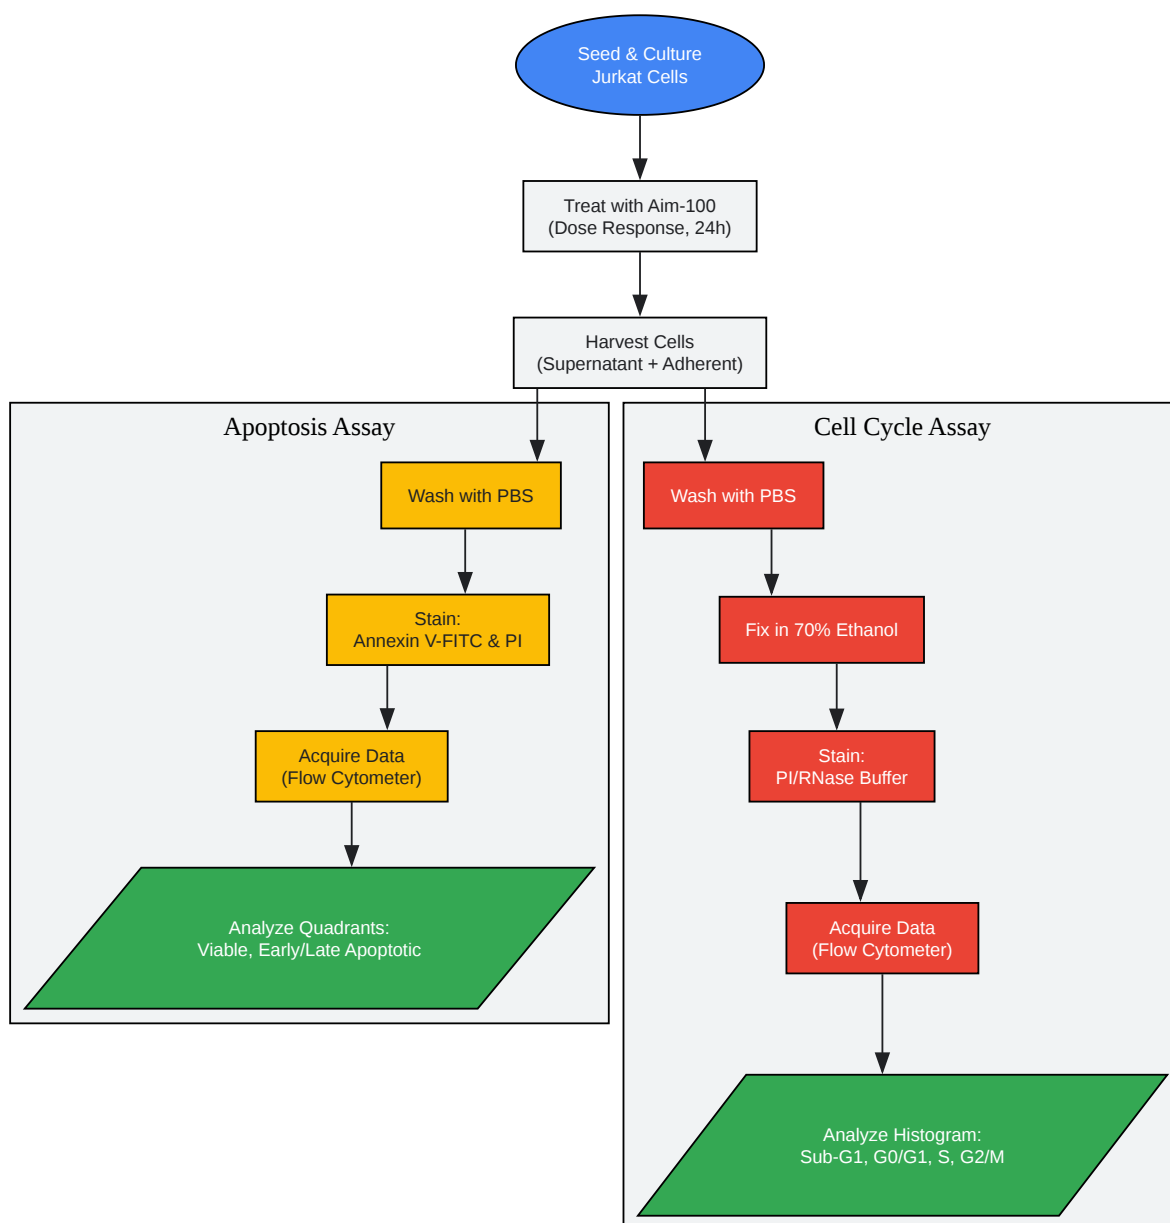 Seed & Culture
Jurkat Cells
Treat with Aim-100
(Dose Response, 24h)
Harvest Cells
(Supernatant + Adherent)
Apoptosis Assay
Wash with PBS
Stain:
Annexin V-FITC & PI
Acquire Data
(Flow Cytometer)
Analyze Quadrants:
Viable, Early/Late Apoptotic
Cell Cycle Assay
Wash with PBS
Fix in 70% Ethanol
Stain:
PI/RNase Buffer
Acquire Data
(Flow Cytometer)
Analyze Histogram:
Sub-G1, G0/G1, S, G2/M